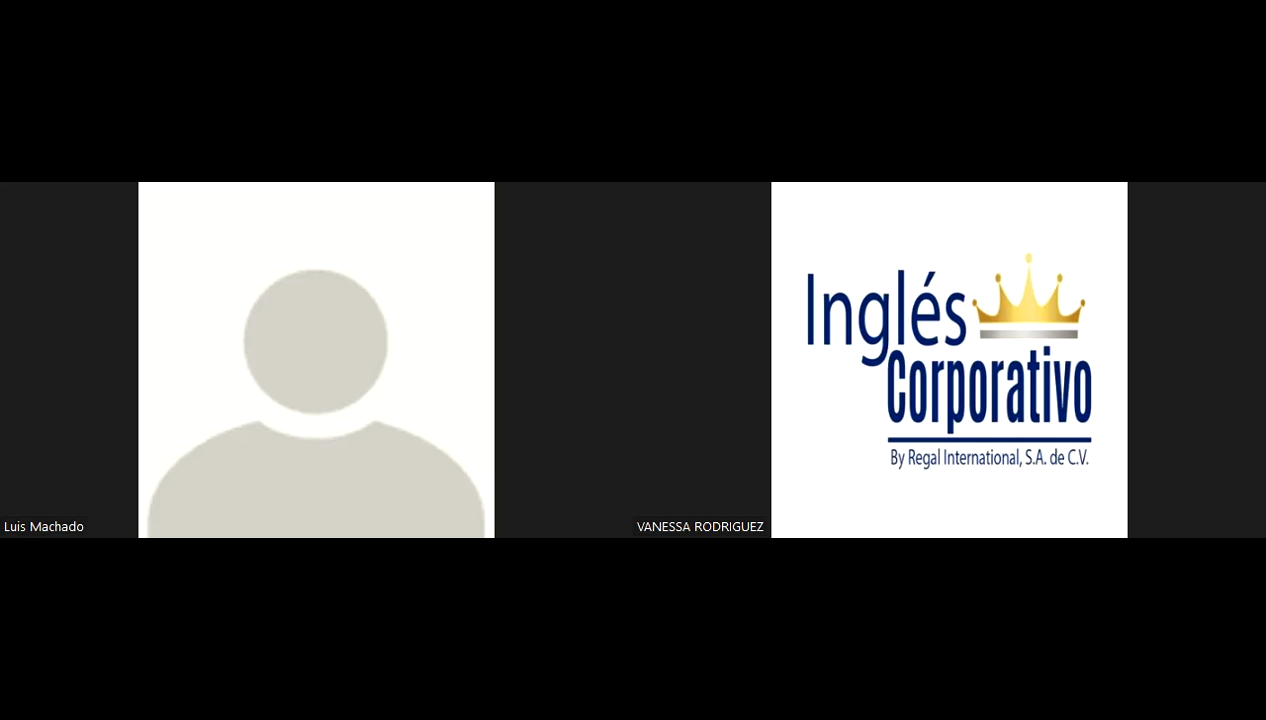 Inglés
Corporativo
By Regal International, S.A. de C.V.
Luis Machado
VANESSA RODRIGUEZ